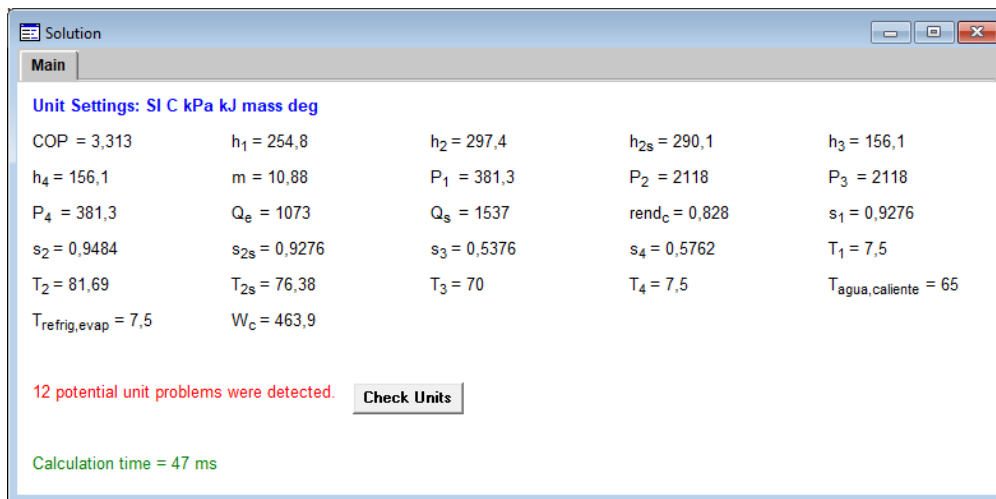 Solution
Main
Unit Settings: SI C kPa kJ mass deg
COP = 3,313 h1 = 254,8 h2 = 297,4 h2s = 290,1 h3 = 156,1
h4 = 156,1 m = 10,88 P1 = 381,3 P2 = 2118 P3 = 2118
P4 = 381,3 Qe = 1073 Qs = 1537 rendc = 0,828 s1 = 0,9276
s2 = 0,9484 s2s = 0,9276 s3 = 0,5376 s4 = 0,5762 T1 = 7,5
T2 = 81,69 T2s = 76,38 T3 = 70 T4 = 7,5 Tagua,caliente = 65
Trefrig,evap = 7,5 Wc = 463,9
12 potential unit problems were detected. Check Units
Calculation time = 47 ms